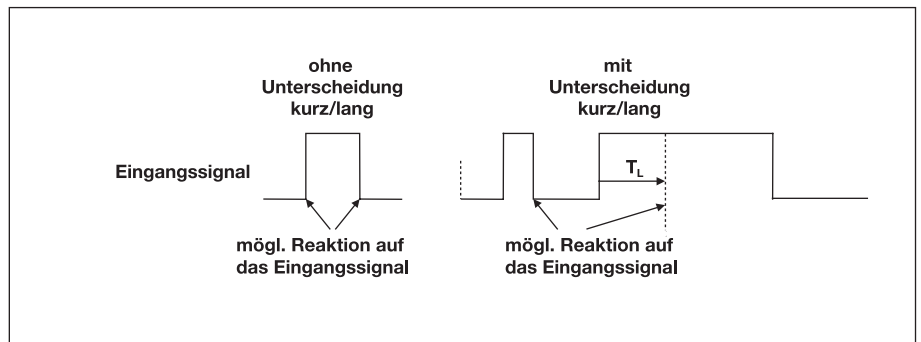 ohne
Unterscheidung
kurz/lang
mit
Unterscheidung
kurz/lang
Eingangssignal
T_L
mögl. Reaktion auf
das Eingangssignal
mögl. Reaktion auf
das Eingangssignal